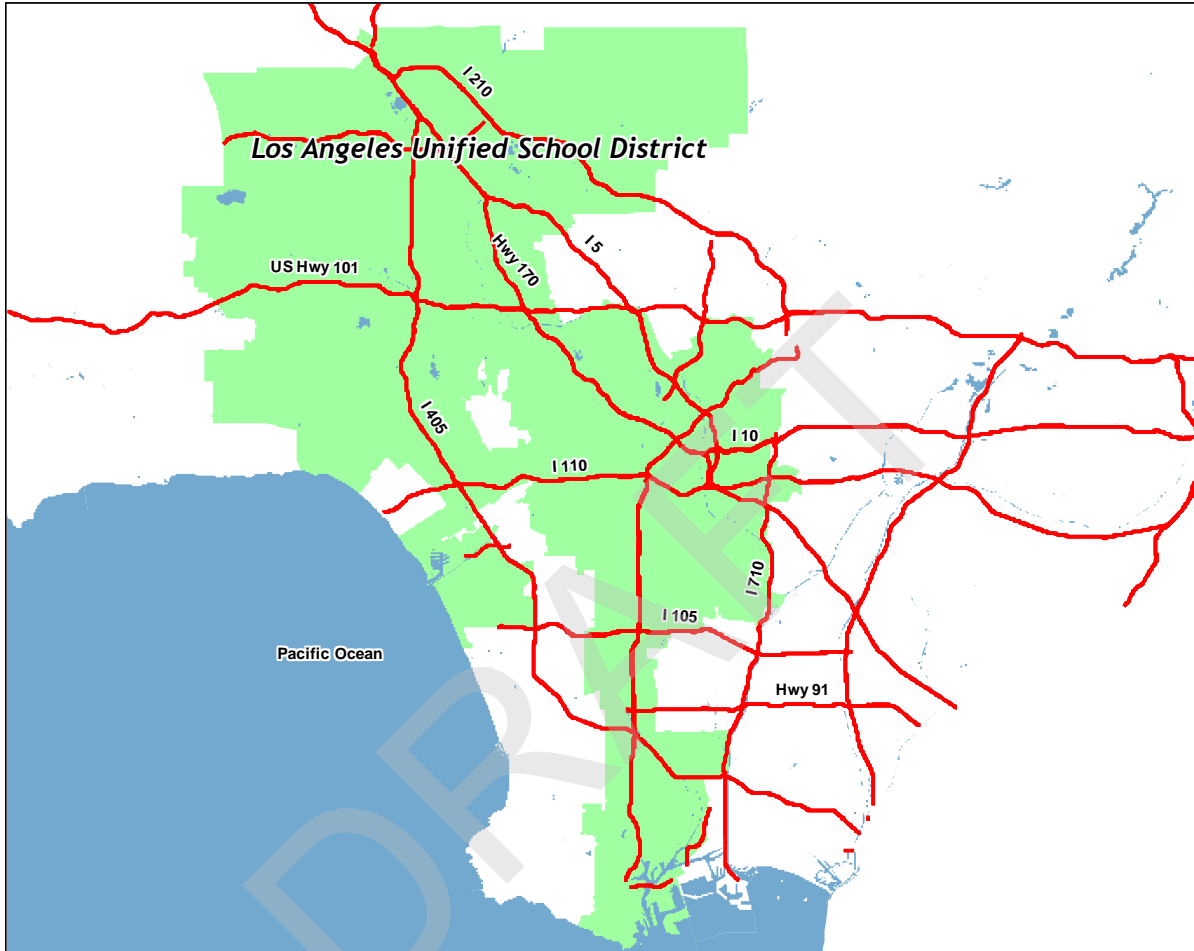 I 210
Los Angeles Unified School District
I 5
Hwy 170
US Hwy 101
I 405
I 10
I 110
I 710
I 105
Pacific Ocean
Hwy 91
DRAFT